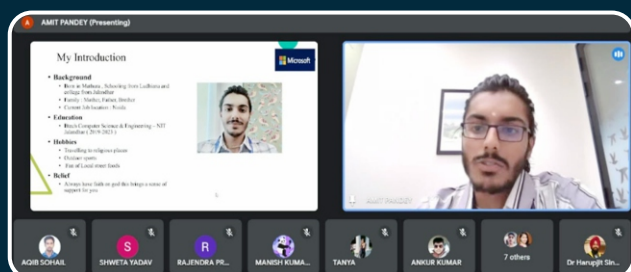 A AMIT PANDEY (Presenting)
My Introduction
Microsoft
• Background
• Born in Mathura , Schooling from Ludhiana and
college from Jalandhar
• Family : Mother, Father, Brother
• Current Job location : Noida
• Education
• Btech Computer Science & Engineering – NIT
Jalandhar ( 2019-2023 )
• Hobbies
• Travelling to religious places
• Outdoor sports
• Fan of Local street foods
• Belief
• Always have faith on god this brings a sense of
support for you
AMIT PANDEY
S
R
AQIB SOHAIL
SHWETA YADAV
RAJENDRA PR...
MANISH KUMA...
TANYA
ANKUR KUMAR
7 others
Dr Harupjit Sin...